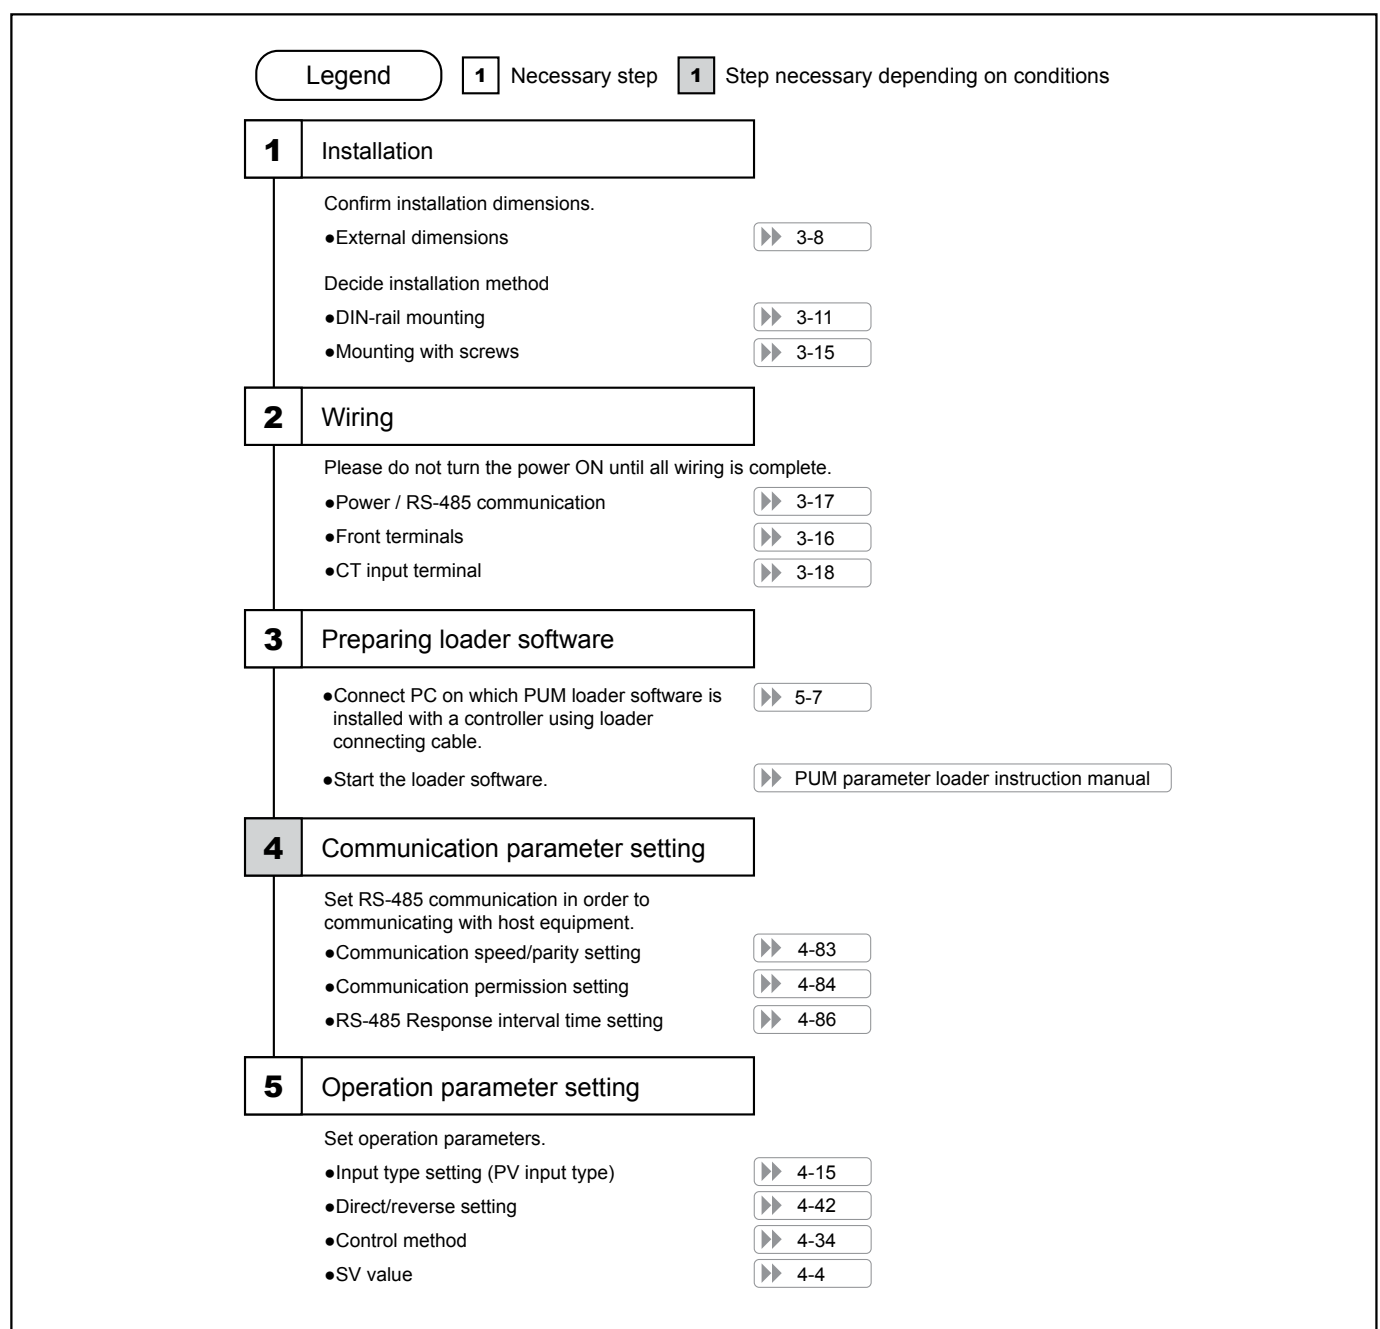 Legend 1 Necessary step 1 Step necessary depending on conditions
1 Installation
Confirm installation dimensions.
●External dimensions 3-8
Decide installation method
●DIN-rail mounting 3-11
●Mounting with screws 3-15
2 Wiring
Please do not turn the power ON until all wiring is complete.
●Power / RS-485 communication 3-17
●Front terminals 3-16
●CT input terminal 3-18
3 Preparing loader software
●Connect PC on which PUM loader software is 5-7
installed with a controller using loader
connecting cable.
●Start the loader software. PUM parameter loader instruction manual
4 Communication parameter setting
Set RS-485 communication in order to
communicating with host equipment.
●Communication speed/parity setting 4-83
●Communication permission setting 4-84
●RS-485 Response interval time setting 4-86
5 Operation parameter setting
Set operation parameters.
●Input type setting (PV input type) 4-15
●Direct/reverse setting 4-42
●Control method 4-34
●SV value 4-4